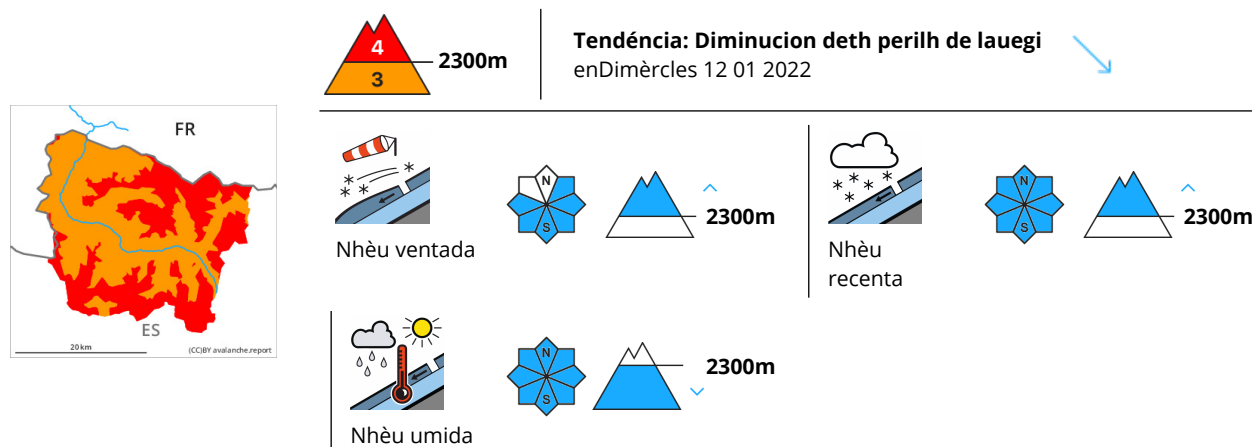 4
3
2300m
Tendéncia: Diminucion deth perilh de lauegi
enDimèrcles 12 01 2022
FR
ES
20 km
(CC)BY avalanche.report
N
S
2300m
Nhèu ventada
N
S
2300m
Nhèu
recenta
N
S
2300m
Nhèu umida